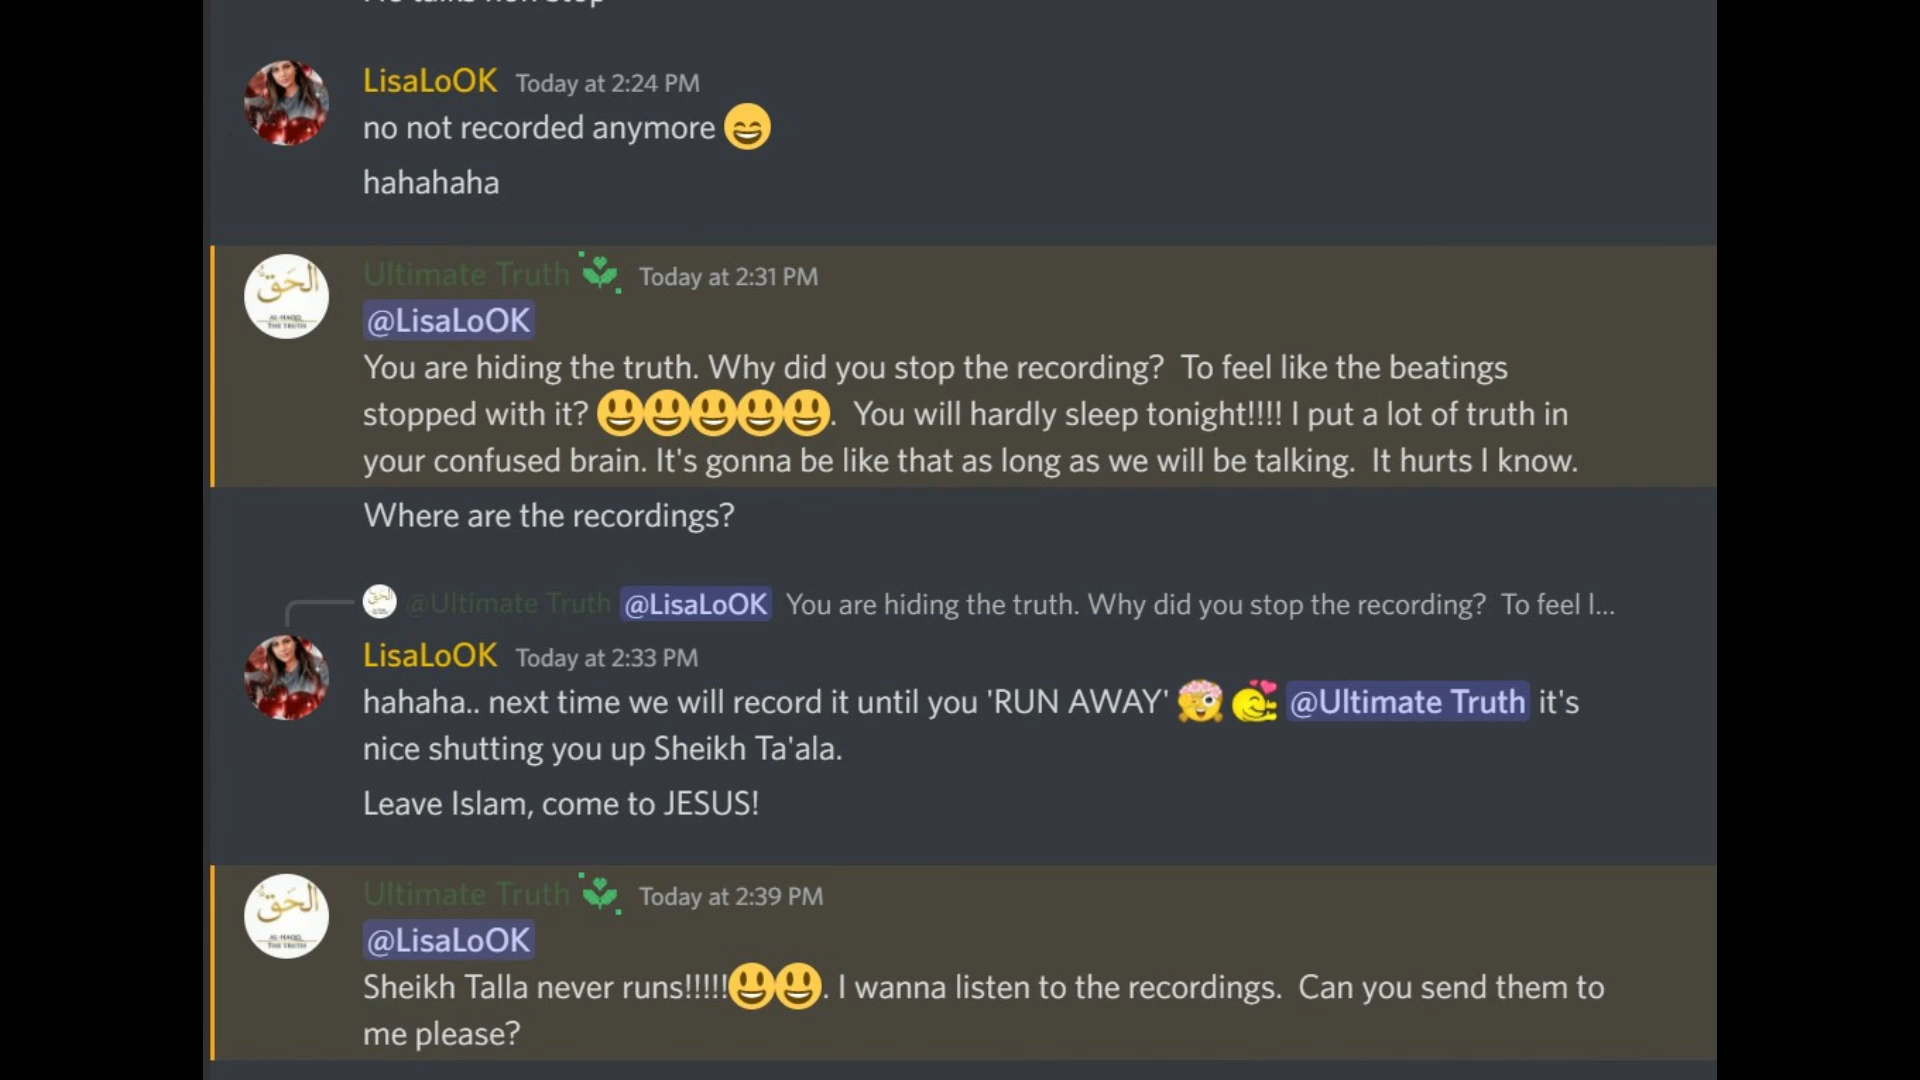 LisaLoOK Today at 2:24 PM
no not recorded anymore 😄
hahahaha
Ultimate Truth Today at 2:31 PM
@LisaLoOK
You are hiding the truth. Why did you stop the recording? To feel like the beatings
stopped with it? 😃😃😃😃😃. You will hardly sleep tonight!!!! I put a lot of truth in
your confused brain. It's gonna be like that as long as we will be talking. It hurts I know.
Where are the recordings?
@Ultimate Truth @LisaLoOK You are hiding the truth. Why did you stop the recording? To feel l...
LisaLoOK Today at 2:33 PM
hahaha.. next time we will record it until you 'RUN AWAY' @Ultimate Truth it's
nice shutting you up Sheikh Ta'ala.
Leave Islam, come to JESUS!
الحَقّ
AL-HAQQ
THE TRUTH
Ultimate Truth Today at 2:39 PM
@LisaLoOK
Sheikh Talla never runs!!!!!😃😃. I wanna listen to the recordings. Can you send them to
me please?